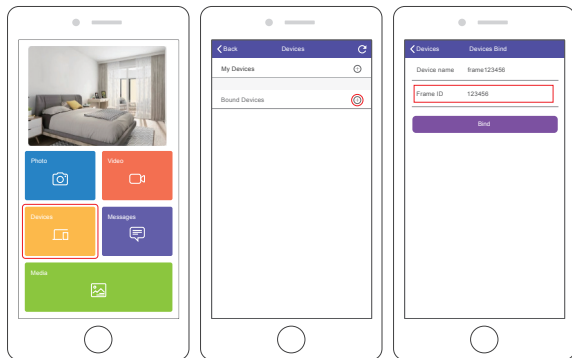 Photo
Video
Devices
Messages
Media
Back Devices
My Devices
Bound Devices
Devices Devices Bind
Device name frame123456
Frame ID 123456
Bind